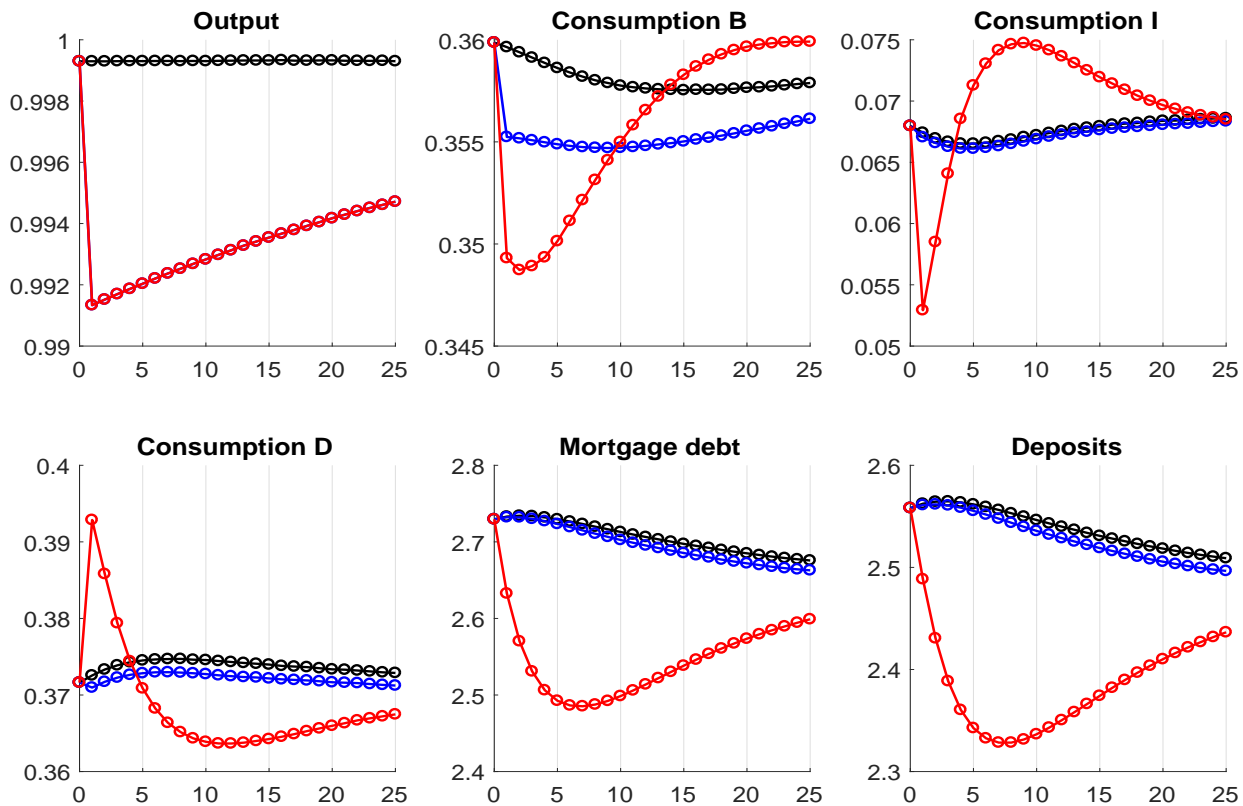 Output
Consumption B
Consumption I
1
0.998
0.996
0.994
0.992
0.99
0 5 10 15 20 25
0.36
0.355
0.35
0.345
0 5 10 15 20 25
0.075
0.07
0.065
0.06
0.055
0.05
0 5 10 15 20 25
Consumption D
Mortgage debt
Deposits
0.4
0.39
0.38
0.37
0.36
0 5 10 15 20 25
2.8
2.7
2.6
2.5
2.4
0 5 10 15 20 25
2.6
2.5
2.4
2.3
0 5 10 15 20 25